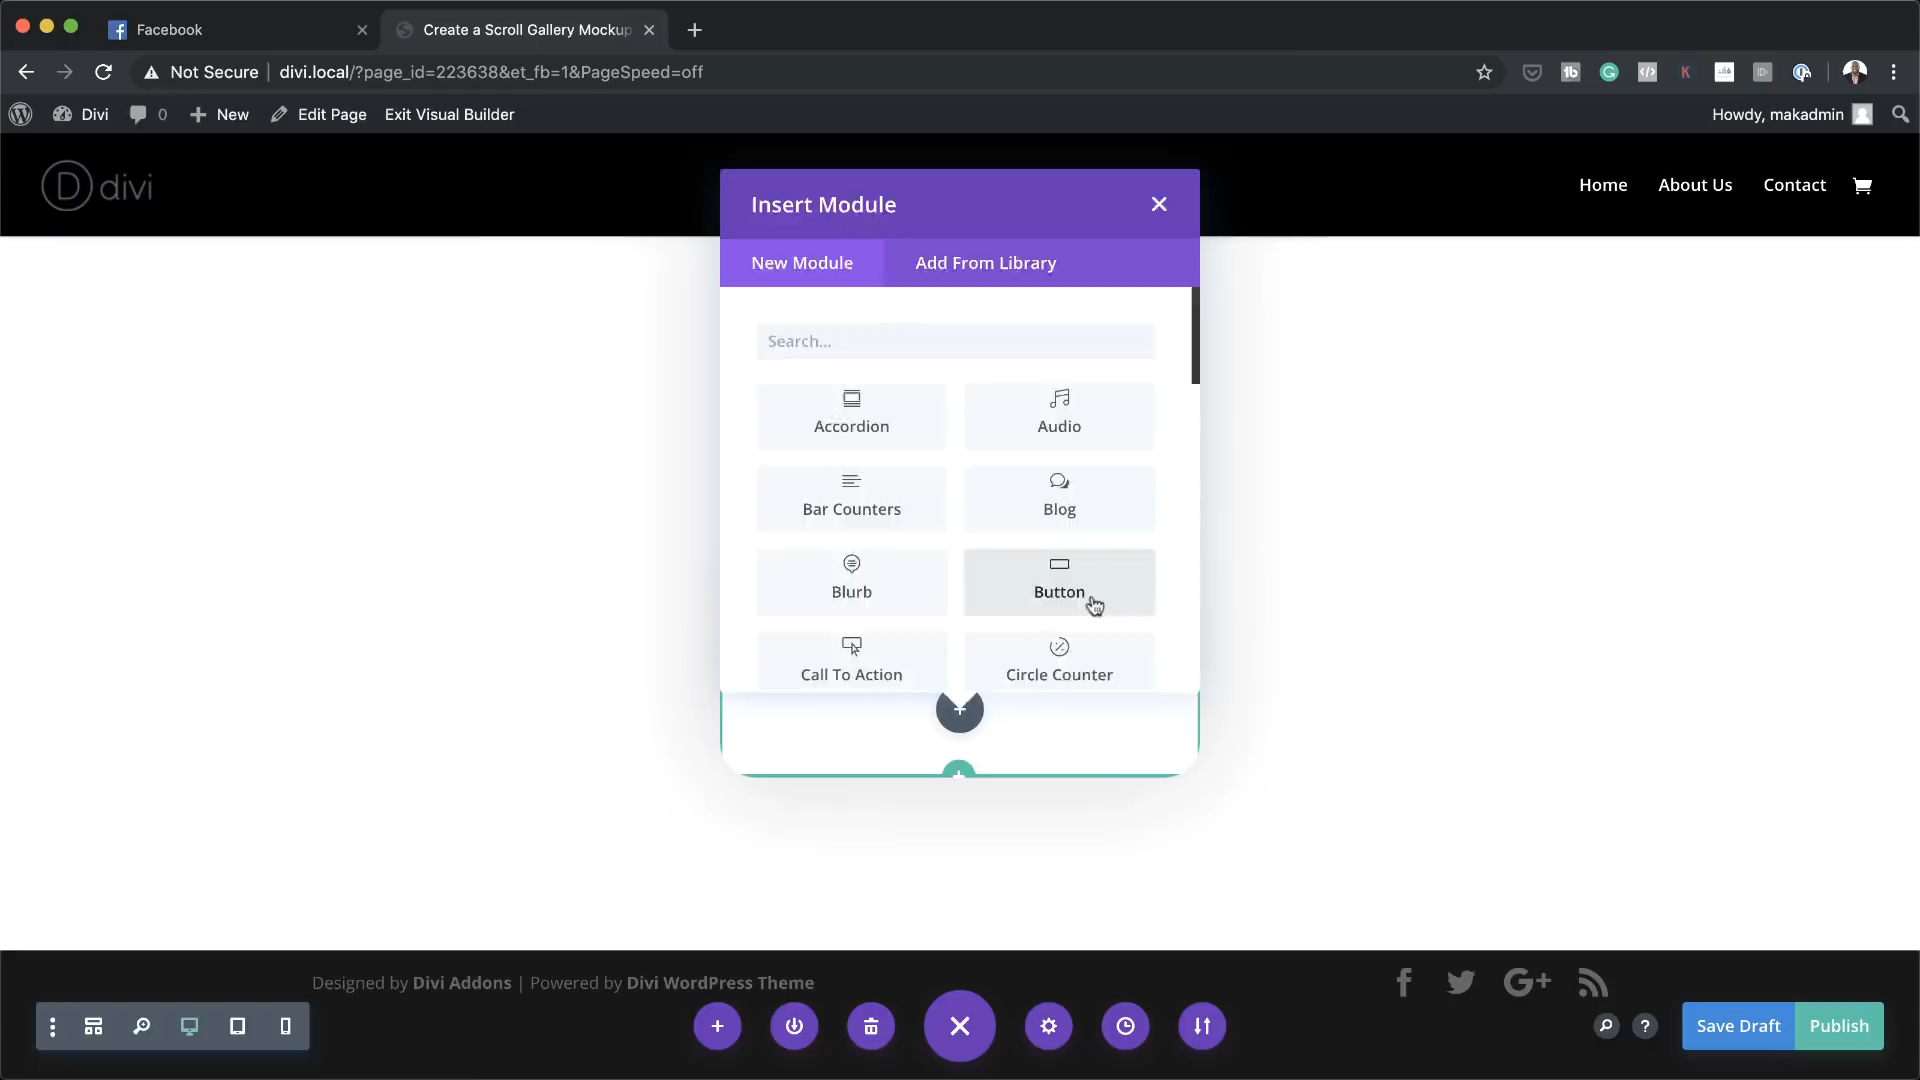 Facebook
Create a Scroll Gallery Mockup
Not Secure | divi.local/?page_id=223638&et_fb=1&PageSpeed=off
Divi 0 New Edit Page Exit Visual Builder Howdy, makadmin
divi
Home About Us Contact
Insert Module
New Module Add From Library
Search...
Accordion Audio
Bar Counters Blog
Blurb Button
Call To Action Circle Counter
Designed by Divi Addons | Powered by Divi WordPress Theme
Save Draft Publish